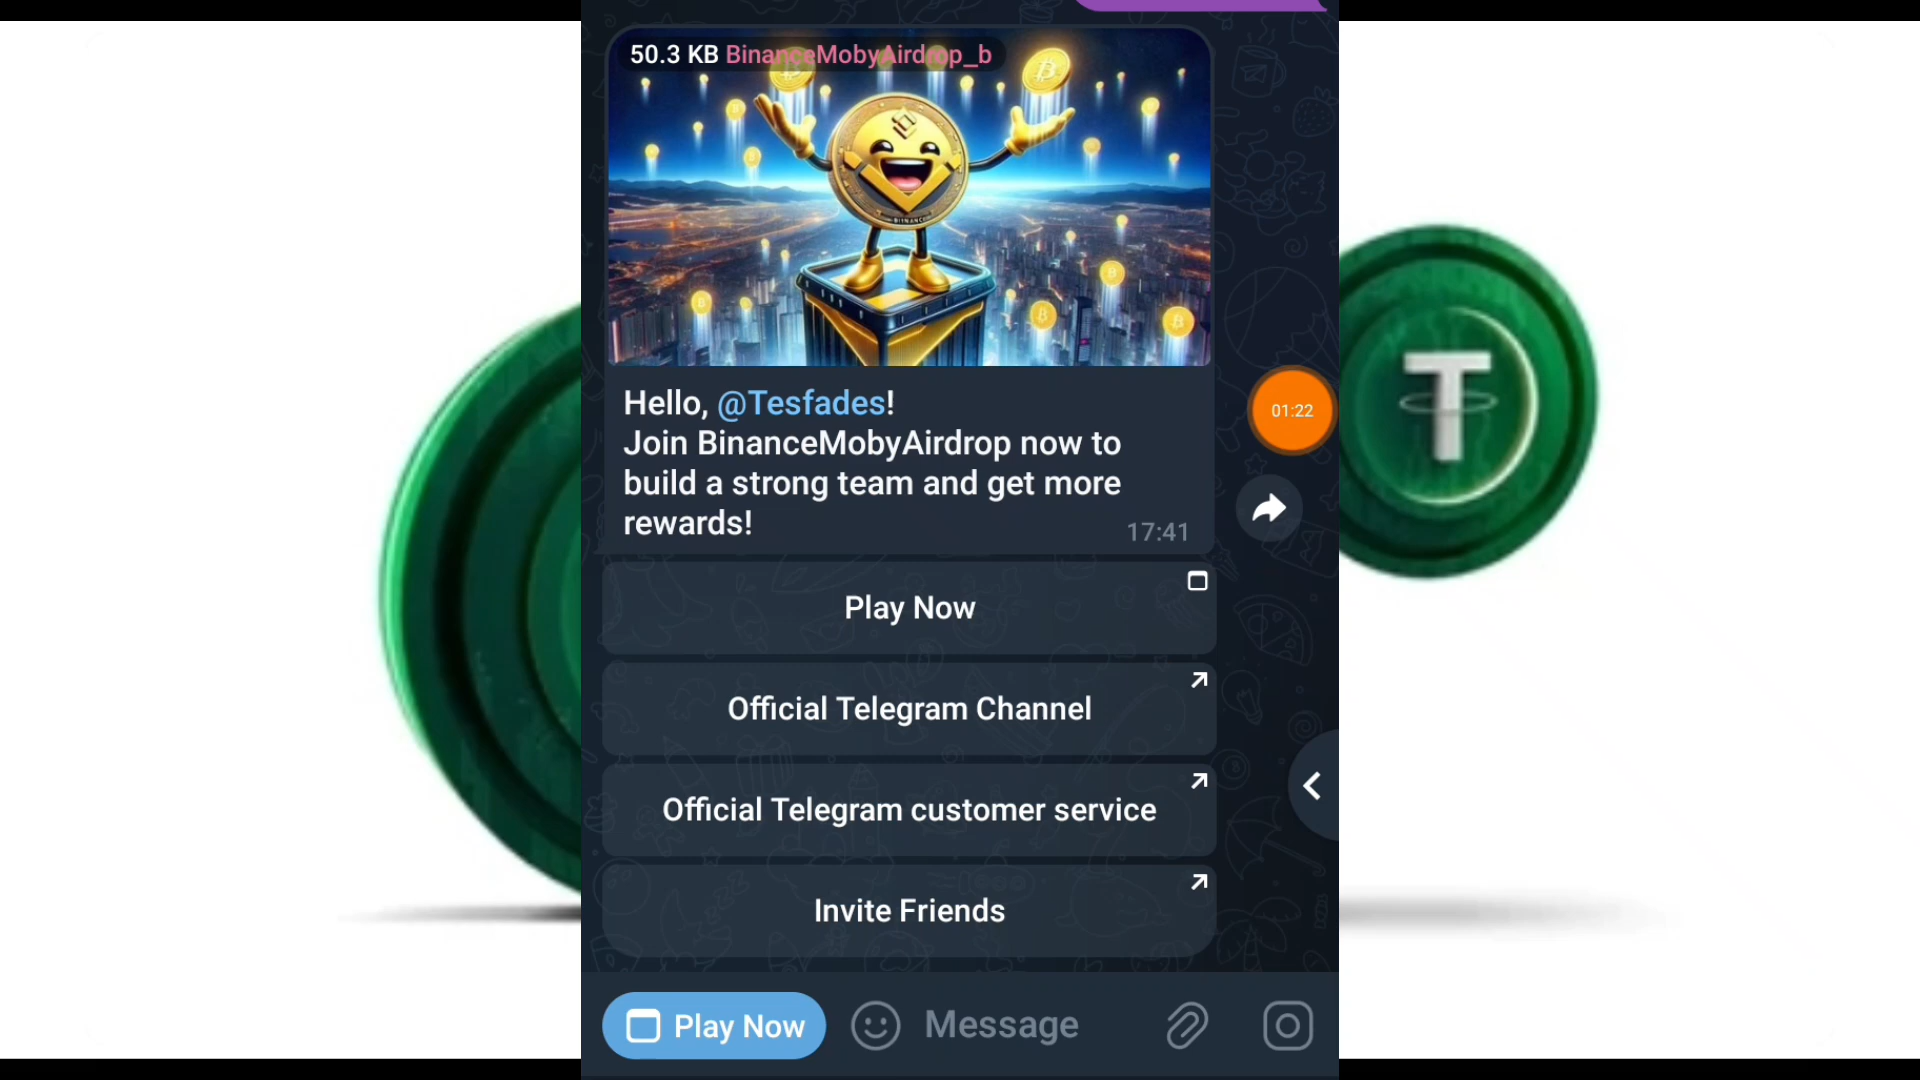 50.3 KB BinanceMobyAirdrop_b
BINANCE
Hello, @Tesfades!
Join BinanceMobyAirdrop now to
build a strong team and get more
rewards!
17:41
01:22
T
Play Now
Official Telegram Channel
Official Telegram customer service
Invite Friends
Play Now
Message